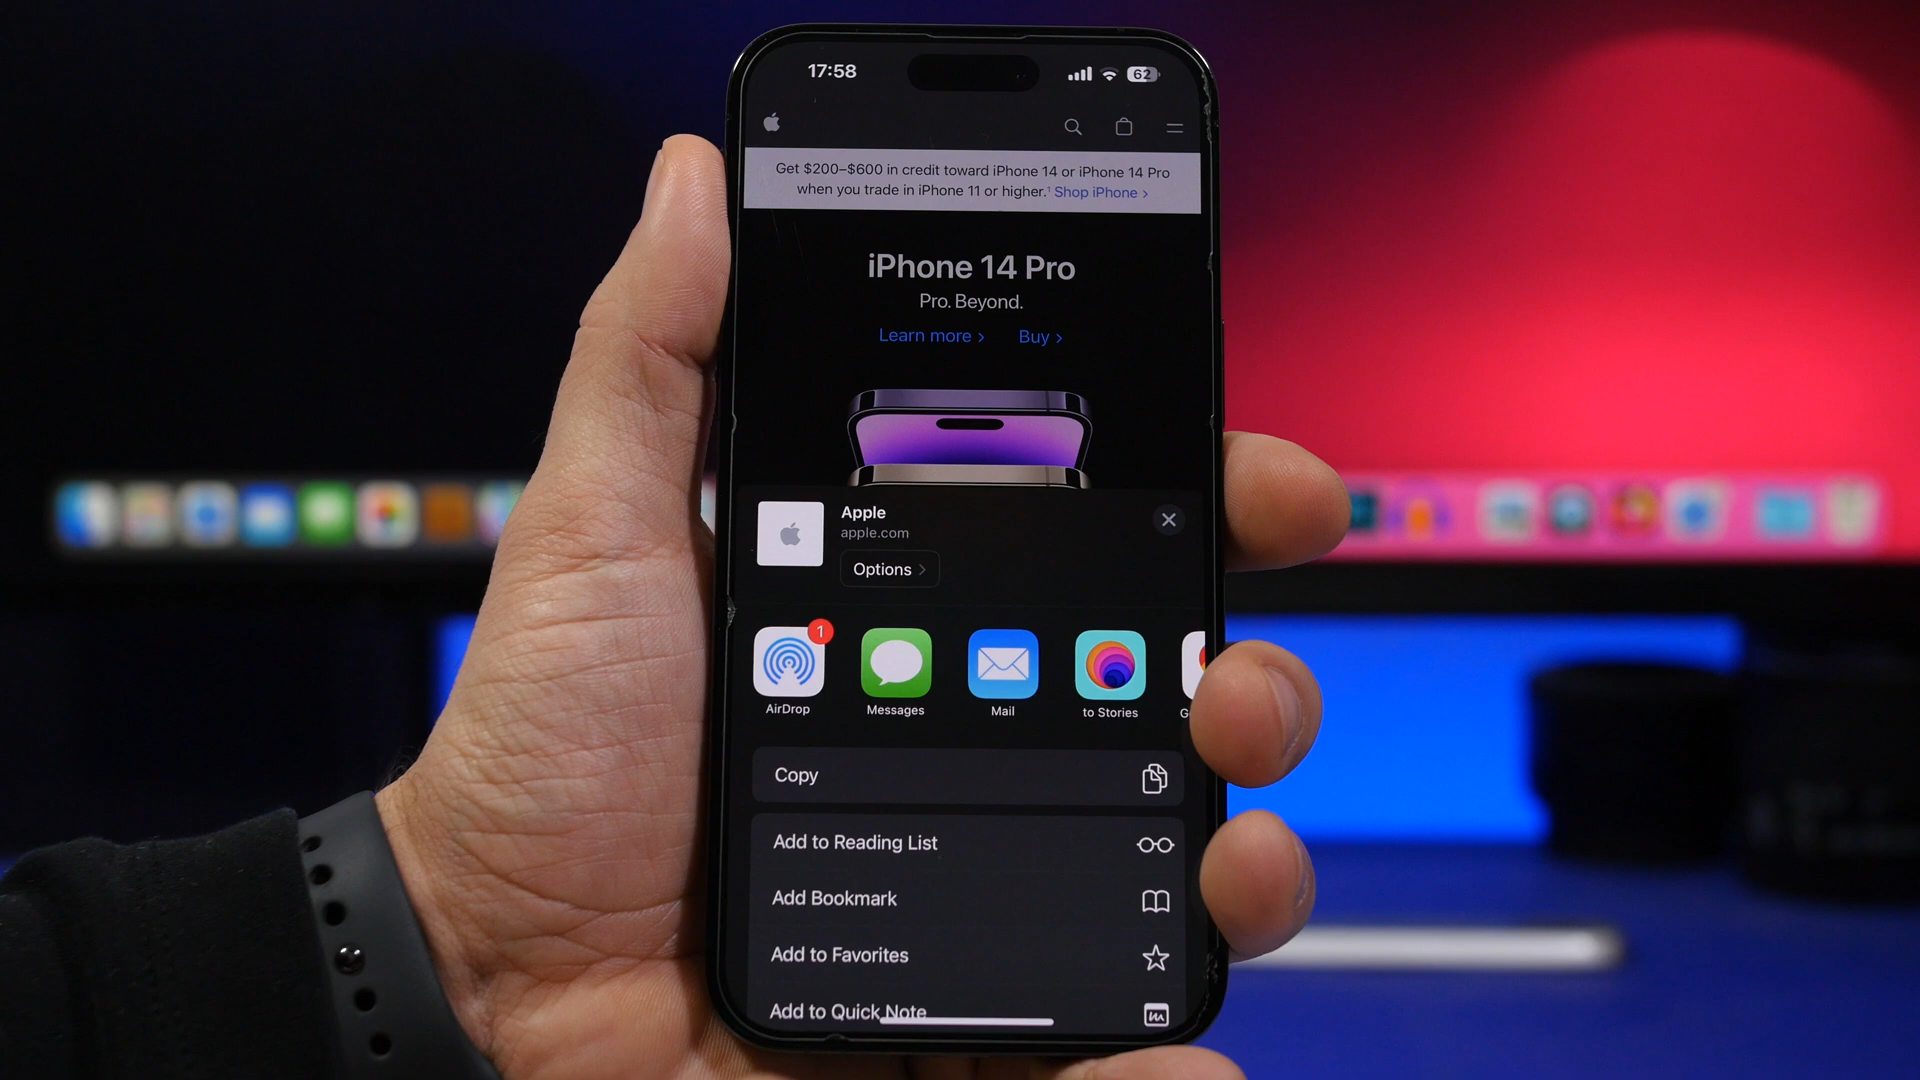 17:58
62
Get $200–$600 in credit toward iPhone 14 or iPhone 14 Pro
when you trade in iPhone 11 or higher.¹ Shop iPhone >
iPhone 14 Pro
Pro. Beyond.
Learn more > Buy >
Apple
apple.com
Options >
1
AirDrop Messages Mail to Stories
Copy
Add to Reading List
Add Bookmark
Add to Favorites
Add to Quick Note